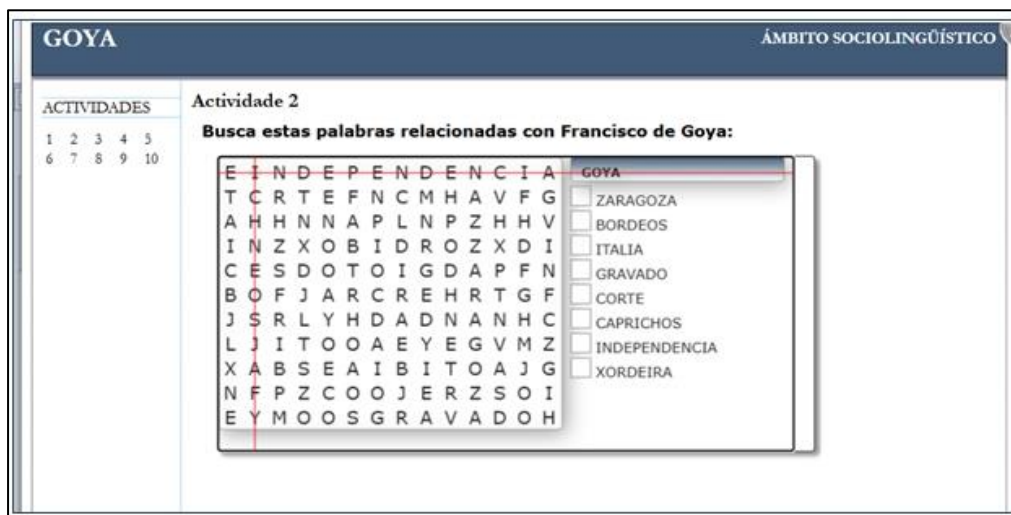 GOYA
ÁMBITO SOCIOLINGÜÍSTICO
ACTIVIDADES
1 2 3 4 5
6 7 8 9 10
Actividade 2
Busca estas palabras relacionadas con Francisco de Goya:
E I N D E P E N D E N C I A
T C R T E F N C M H A V F G
A H H N N A P L N P Z H H V
I N Z X O B I D R O Z X D I
C E S D O T O I G D A P F N
B O F J A R C R E H R T G F
J S R L Y H D A D N A N H C
L J I T O O A E Y E G V M Z
X A B S E A I B I T O A J G
N F P Z C O O J E R Z S O I
E Y M O O S G R A V A D O H
GOYA
ZARAGOZA
BORDEOS
ITALIA
GRAVADO
CORTE
CAPRICHOS
INDEPENDENCIA
XORDEIRA